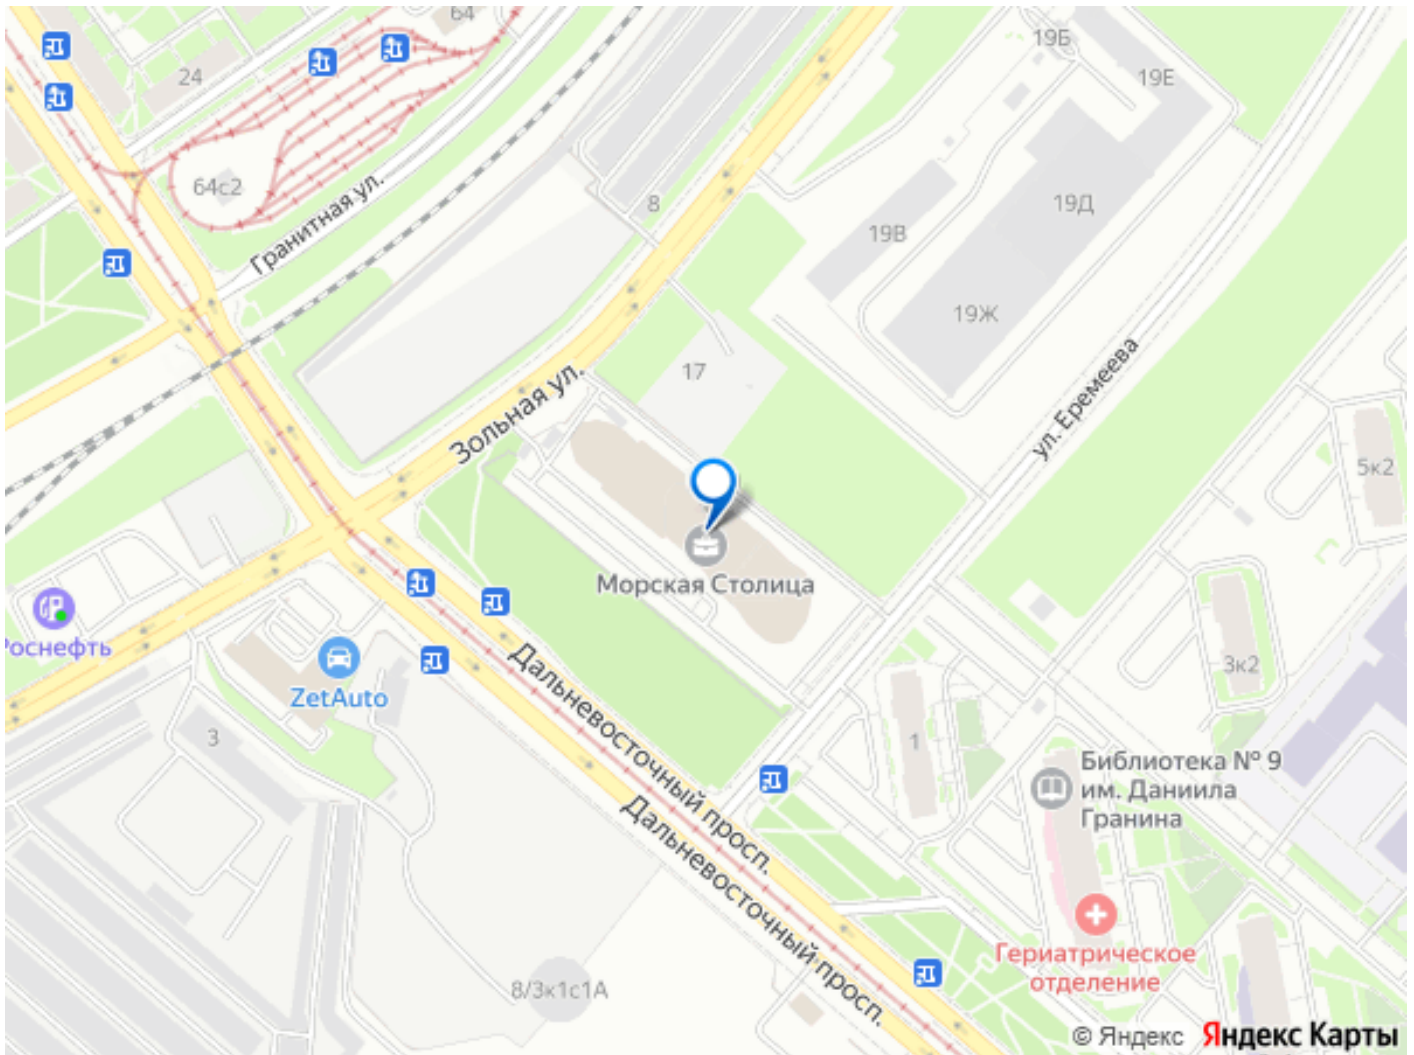 64
19Б
19Е
24
64с2
Гранитная ул.
8
19В
19Д
19Ж
17
Зольная ул.
ул. Еремеева
5к2
Морская Столица
Роснефть
ZetAuto
3
Дальневосточный просп.
Дальневосточный просп.
1
3к2
Библиотека № 9
им. Даниила
Гранина
Гериатрическое
отделение
8/3к1с1А
© Яндекс Яндекс Карты